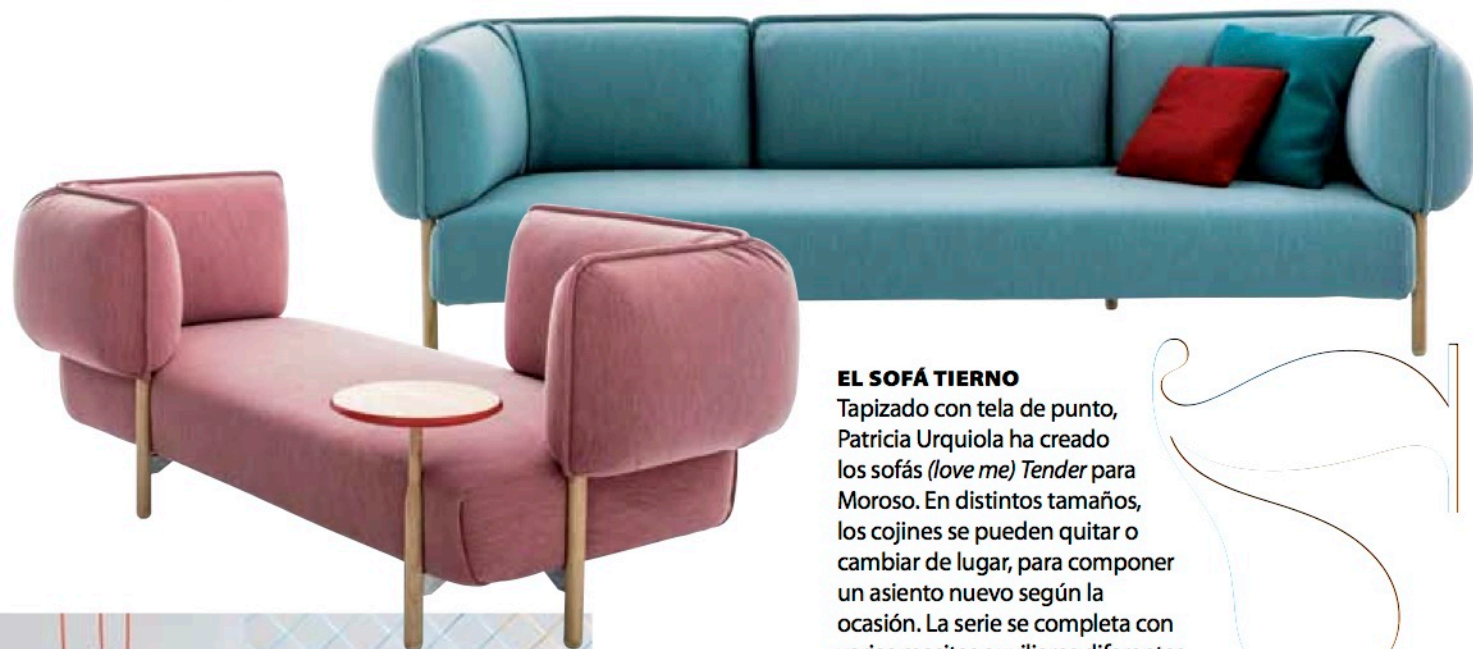 EL SOFÁ TIERNO
Tapizado con tela de punto,
Patricia Urquiola ha creado
los sofás (love me) Tender para
Moroso. En distintos tamaños,
los cojines se pueden quitar o
cambiar de lugar, para componer
un asiento nuevo según la
ocasión. La serie se completa con